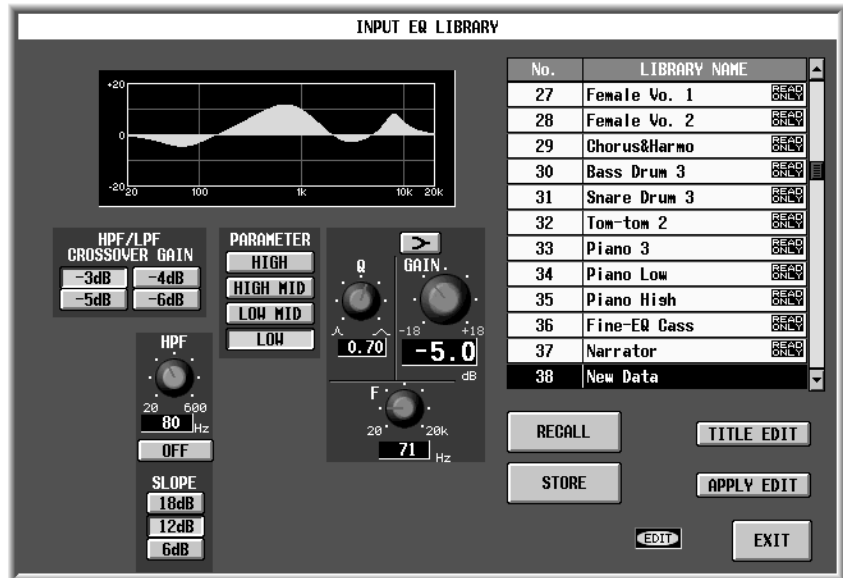 INPUT EQ LIBRARY
+20
0
-20
20 100 1k 10k 20k
HPF/LPF
CROSSOVER GAIN
-3dB -4dB
-5dB -6dB
PARAMETER
HIGH
HIGH MID
LOW MID
LOW
Q
0.70
GAIN
-18 +18
-5.0
dB
F
20 20k
71 Hz
HPF
20 600
80 Hz
OFF
SLOPE
18dB
12dB
6dB
No. LIBRARY NAME
27 Female Vo. 1 READ ONLY
28 Female Vo. 2 READ ONLY
29 Chorus&Harmo READ ONLY
30 Bass Drum 3 READ ONLY
31 Snare Drum 3 READ ONLY
32 Tom-tom 2 READ ONLY
33 Piano 3 READ ONLY
34 Piano Low READ ONLY
35 Piano High READ ONLY
36 Fine-EQ Cass READ ONLY
37 Narrator READ ONLY
38 New Data
RECALL
TITLE EDIT
STORE
APPLY EDIT
EDIT
EXIT